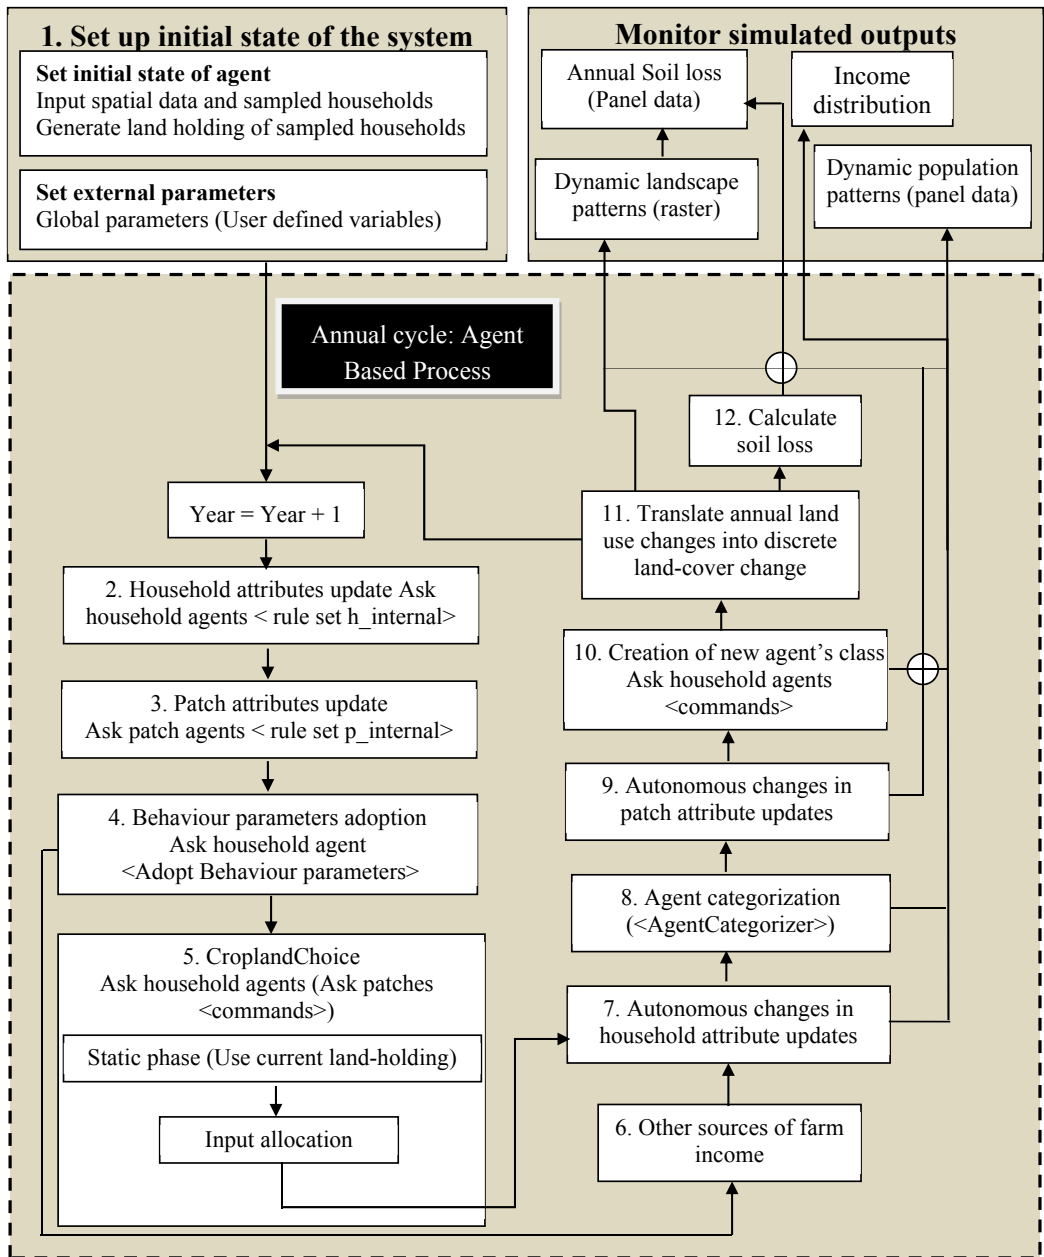 1. Set up initial state of the system
Set initial state of agent
Input spatial data and sampled households
Generate land holding of sampled households
Set external parameters
Global parameters (User defined variables)
Monitor simulated outputs
Annual Soil loss
(Panel data)
Income
distribution
Dynamic landscape
patterns (raster)
Dynamic population
patterns (panel data)
Annual cycle: Agent
Based Process
Year = Year + 1
2. Household attributes update Ask
household agents < rule set h_internal>
3. Patch attributes update
Ask patch agents < rule set p_internal>
4. Behaviour parameters adoption
Ask household agent
<Adopt Behaviour parameters>
5. CroplandChoice
Ask household agents (Ask patches
<commands>)
Static phase (Use current land-holding)
Input allocation
12. Calculate
soil loss
11. Translate annual land
use changes into discrete
land-cover change
10. Creation of new agent's class
Ask household agents
<commands>
9. Autonomous changes in
patch attribute updates
8. Agent categorization
(<AgentCategorizer>)
7. Autonomous changes in
household attribute updates
6. Other sources of farm
income